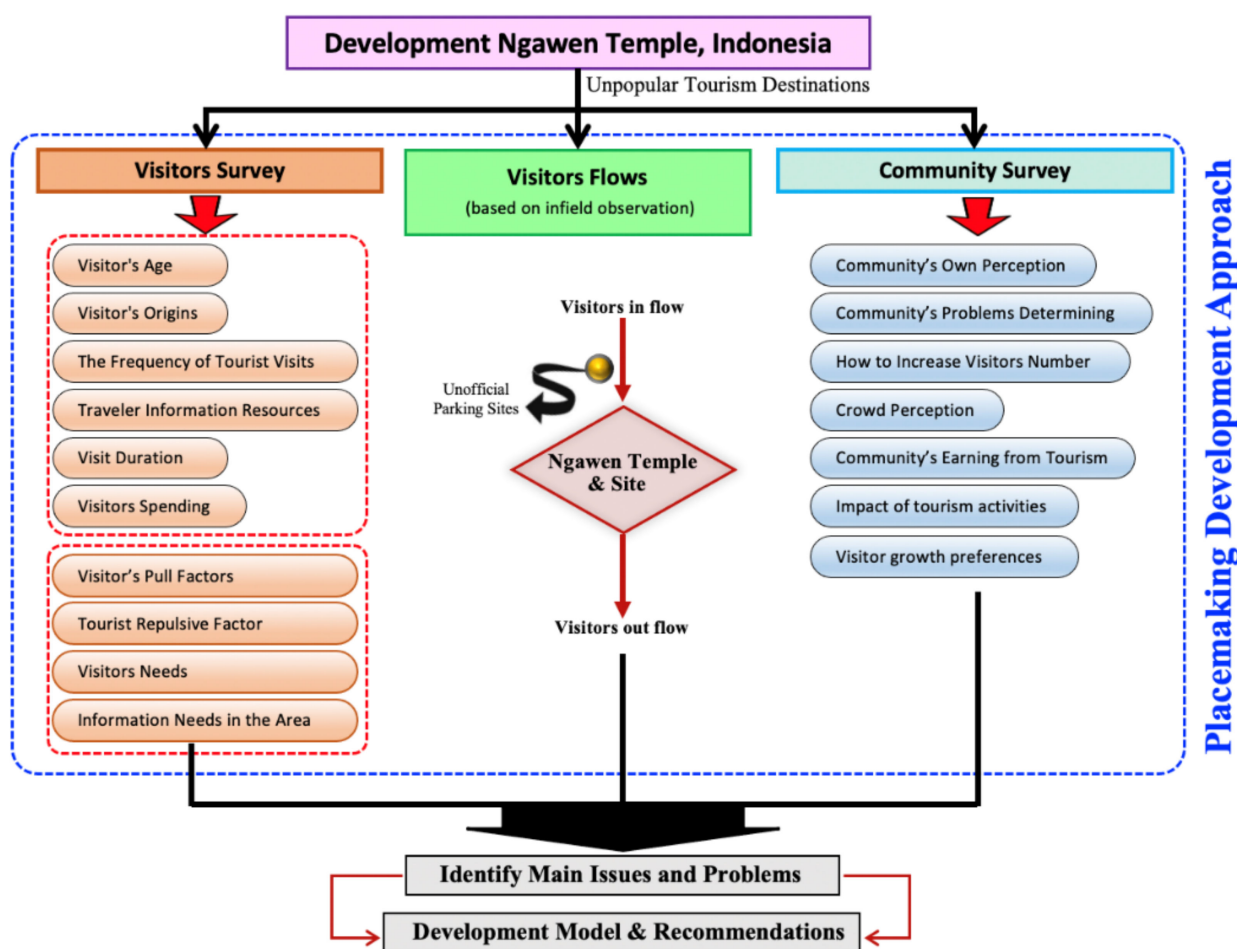 Development Ngawen Temple, Indonesia
Unpopular Tourism Destinations
Visitors Survey
Visitor's Age
Visitor's Origins
The Frequency of Tourist Visits
Traveler Information Resources
Visit Duration
Visitors Spending
Visitor’s Pull Factors
Tourist Repulsive Factor
Visitors Needs
Information Needs in the Area
Visitors Flows
(based on infield observation)
Visitors in flow
Unofficial
Parking Sites
Ngawen Temple
& Site
Visitors out flow
Community Survey
Community’s Own Perception
Community’s Problems Determining
How to Increase Visitors Number
Crowd Perception
Community’s Earning from Tourism
Impact of tourism activities
Visitor growth preferences
Placemaking Development Approach
Identify Main Issues and Problems
Development Model & Recommendations